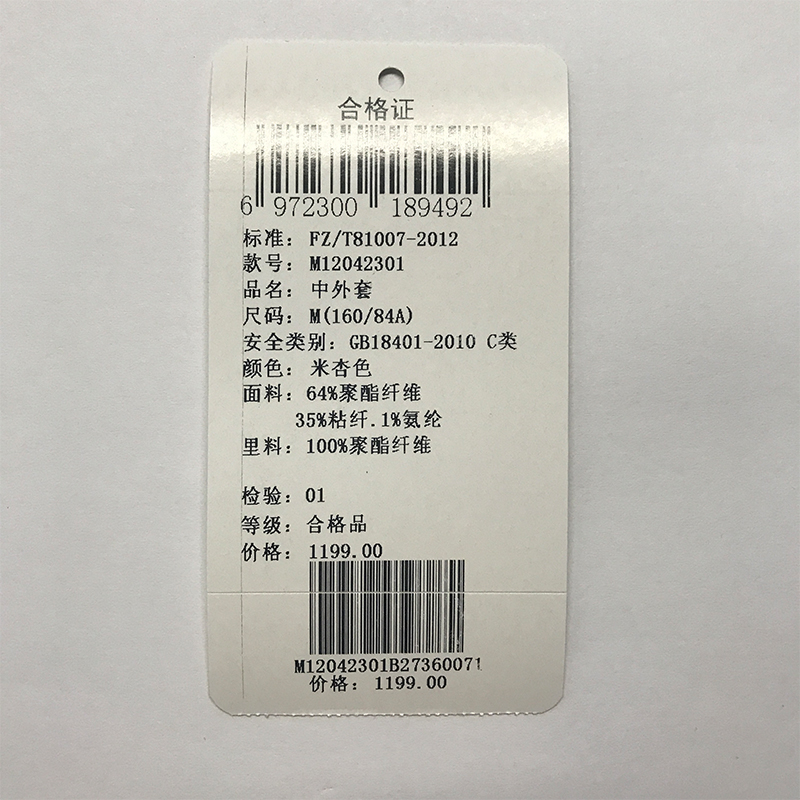 合格证
6 972300 189492
标准：FZ/T81007-2012
款号：M12042301
品名：中外套
尺码：M(160/84A)
安全类别：GB18401-2010 C类
颜色：米杏色
面料：64%聚酯纤维
35%粘纤.1%氨纶
里料：100%聚酯纤维
检验：01
等级：合格品
价格：1199.00
M12042301B27360071
价格：1199.00